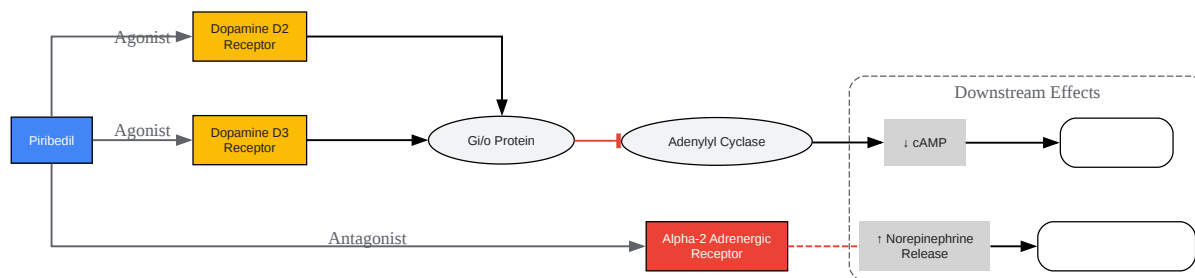 Dopamine D2
Receptor
Agonist
Downstream Effects
Piribedil
Agonist
Dopamine D3
Receptor
Gi/o Protein
Adenylyl Cyclase
↓ cAMP
Antagonist
Alpha-2 Adrenergic
Receptor
↑ Norepinephrine
Release